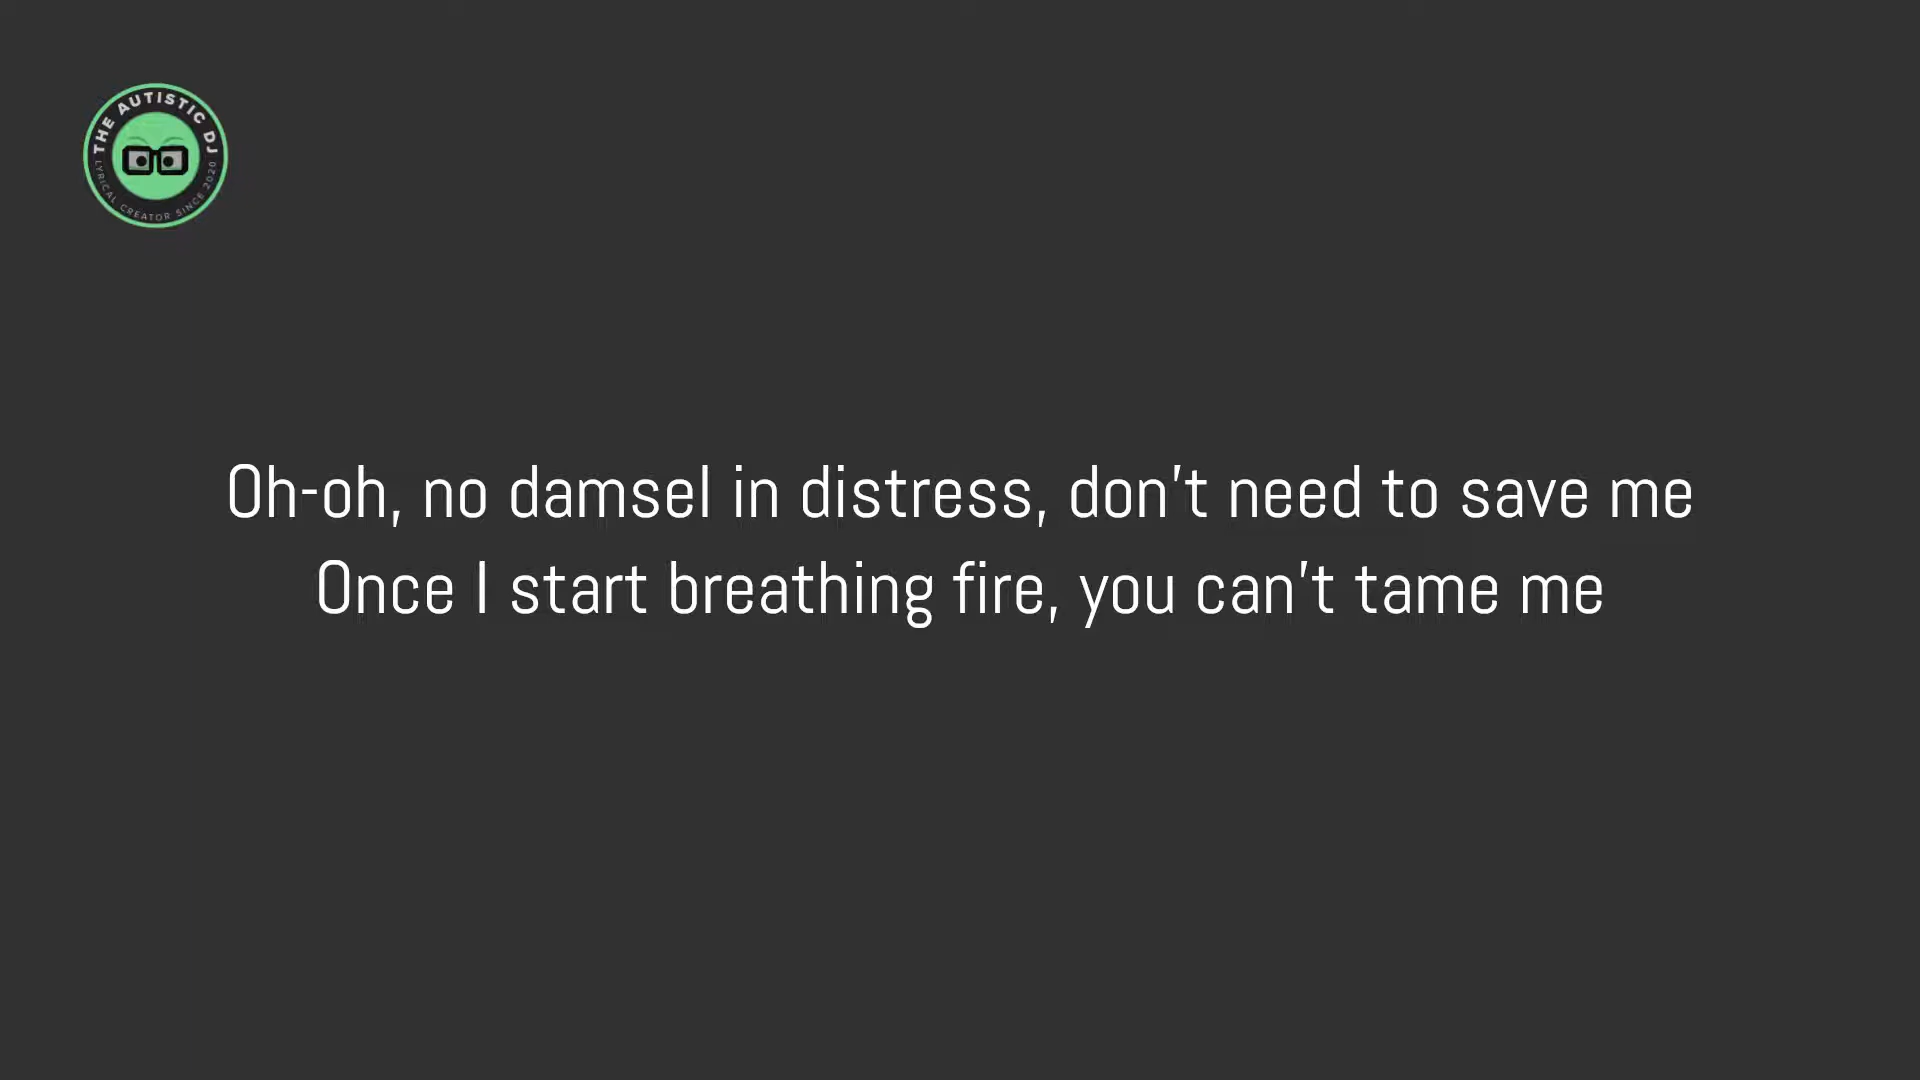 THE AUTISTIC DJ
LYRICAL CREATOR SINCE 2020
Oh-oh, no damsel in distress, don’t need to save me
Once I start breathing fire, you can’t tame me